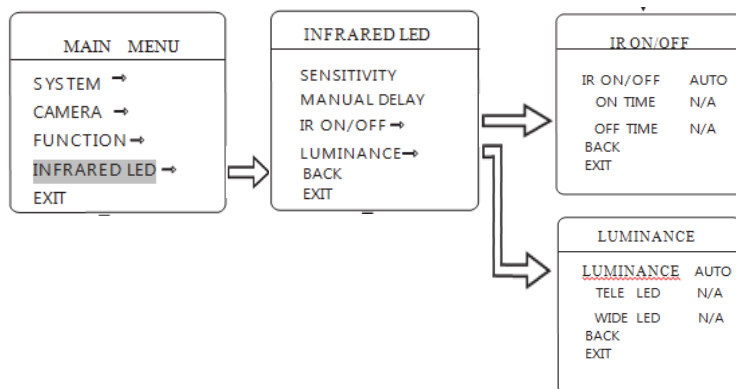 MAIN MENU
SYSTEM →
CAMERA →
FUNCTION →
INFRARED LED →
EXIT
INFRARED LED
SENSITIVITY
MANUAL DELAY
IR ON/OFF →
LUMINANCE →
BACK
EXIT
IR ON/OFF
IR ON/OFF AUTO
ON TIME N/A
OFF TIME N/A
BACK
EXIT
LUMINANCE
LUMINANCE AUTO
TELE LED N/A
WIDE LED N/A
BACK
EXIT